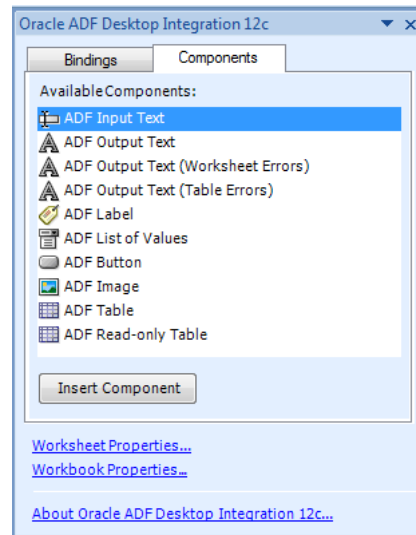 Oracle ADF Desktop Integration 12c
Bindings Components
AvailableComponents:
ADF Input Text
ADF Output Text
ADF Output Text (Worksheet Errors)
ADF Output Text (Table Errors)
ADF Label
ADF List of Values
ADF Button
ADF Image
ADF Table
ADF Read-only Table
Insert Component
Worksheet Properties...
Workbook Properties...
About Oracle ADF Desktop Integration 12c...